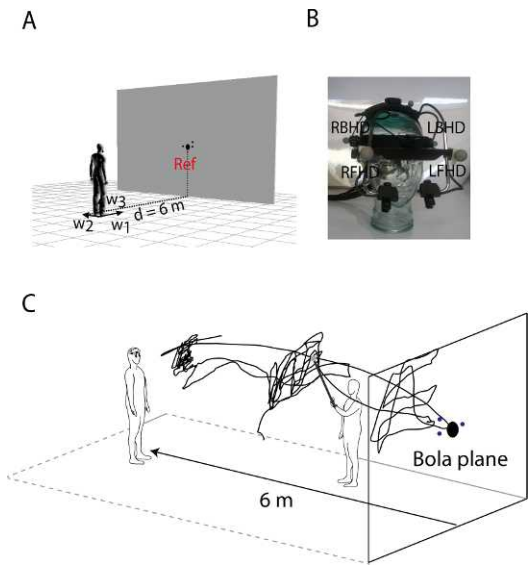 A
Ref
w3
d = 6 m
w2
w1
B
RBHD
LBHD
RFHD
LFHD
C
Bola plane
6 m